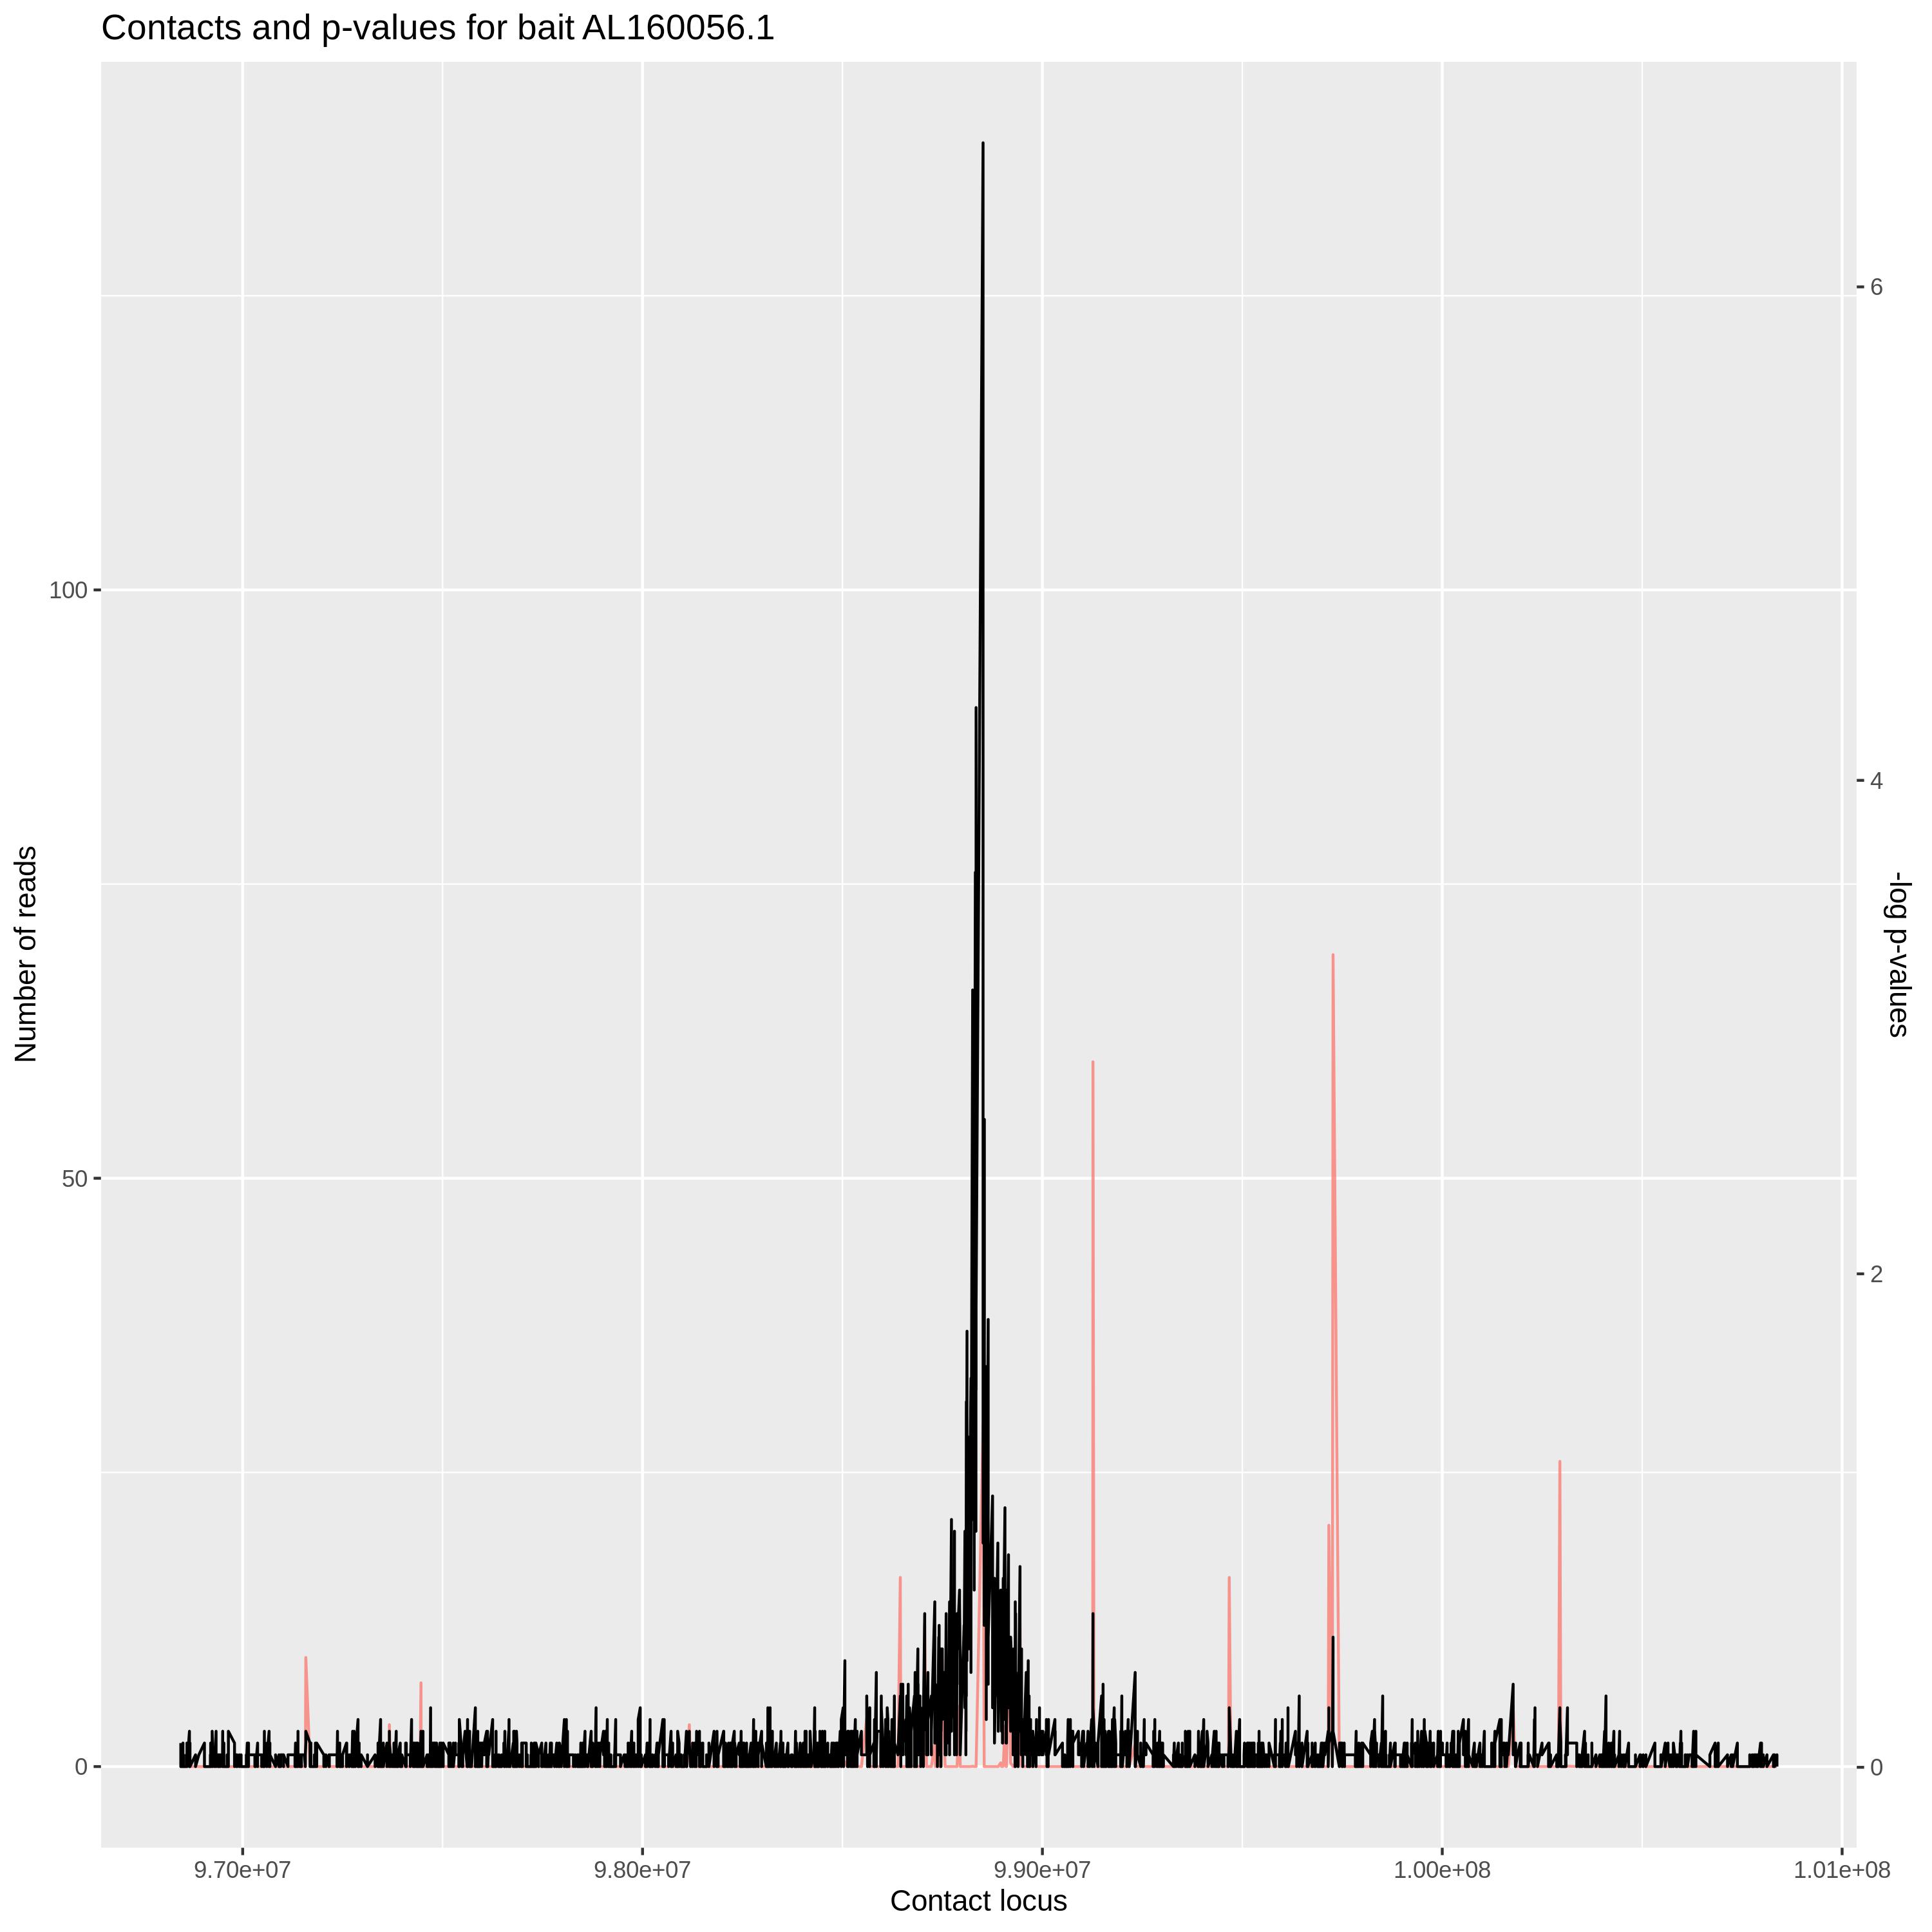 Contacts and p-values for bait AL160056.1
Number of reads
100
50
0
6
4
2
0
-log p-values
9.70e+07
9.80e+07
9.90e+07
1.00e+08
1.01e+08
Contact locus